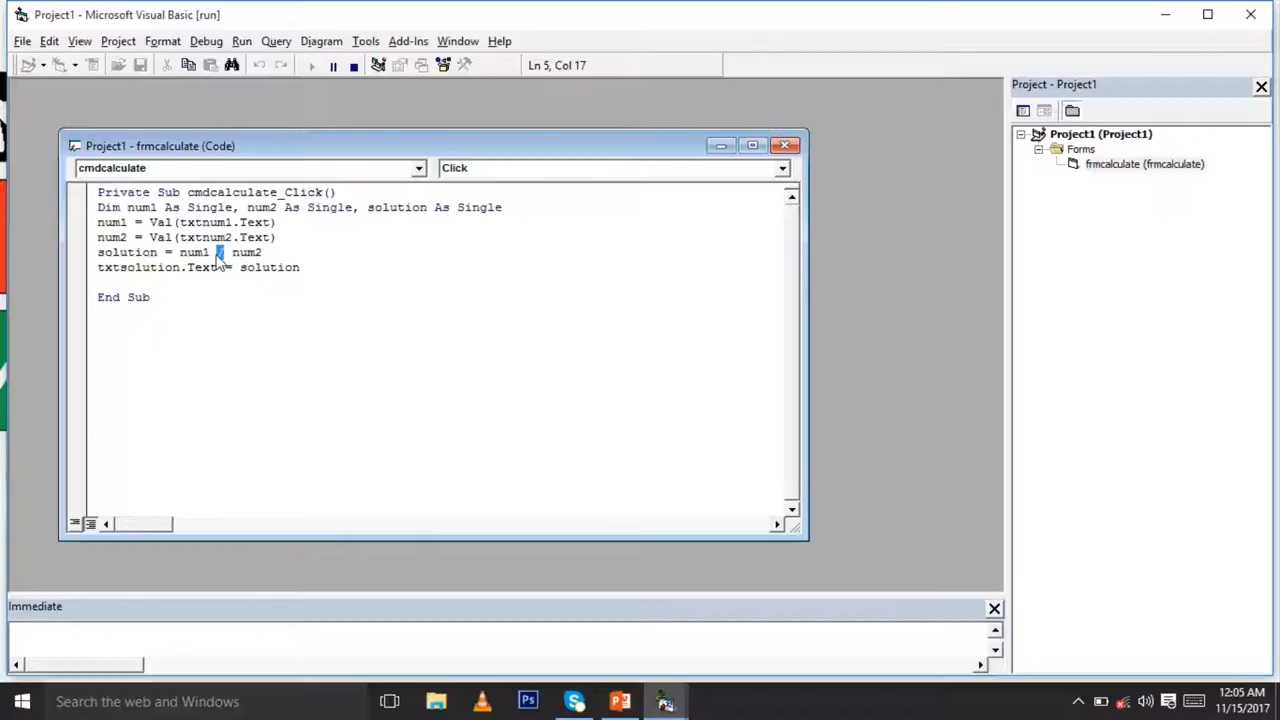 Project1 - Microsoft Visual Basic [run]
File Edit View Project Format Debug Run Query Diagram Tools Add-Ins Window Help
Ln 5, Col 17
Project - Project1
Project1 (Project1)
Forms
frmcalculate (frmcalculate)
Project1 - frmcalculate (Code)
cmdcalculate Click
Private Sub cmdcalculate_Click()
Dim num1 As Single, num2 As Single, solution As Single
num1 = Val(txtnum1.Text)
num2 = Val(txtnum2.Text)
solution = num1 / num2
txtsolution.Text = solution
End Sub
Immediate
Search the web and Windows
Ps
12:05 AM
11/15/2017